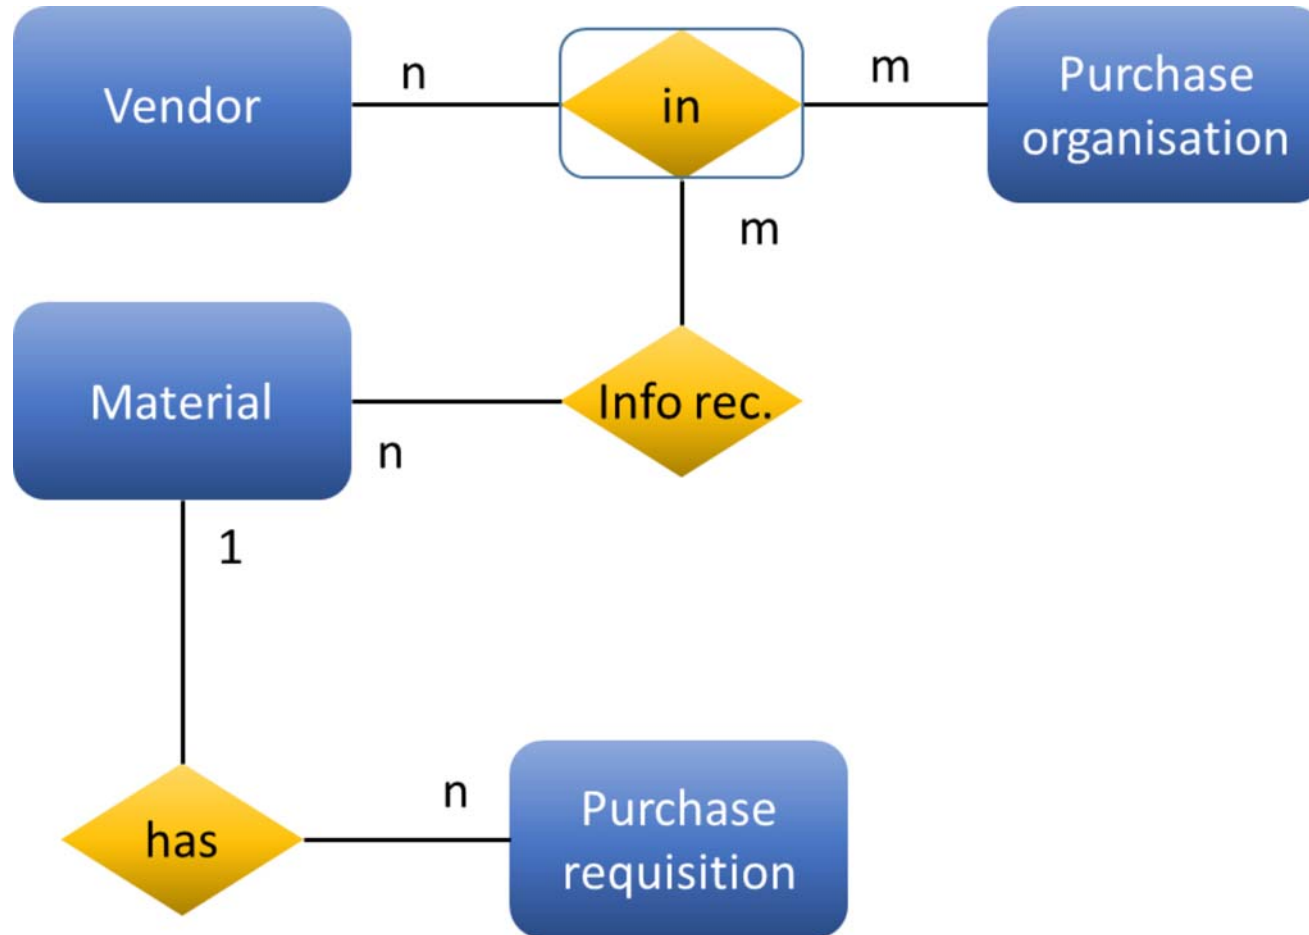 Vendor
n
in
m
Purchase
organisation
m
Material
n
Info rec.
1
has
n
Purchase
requisition